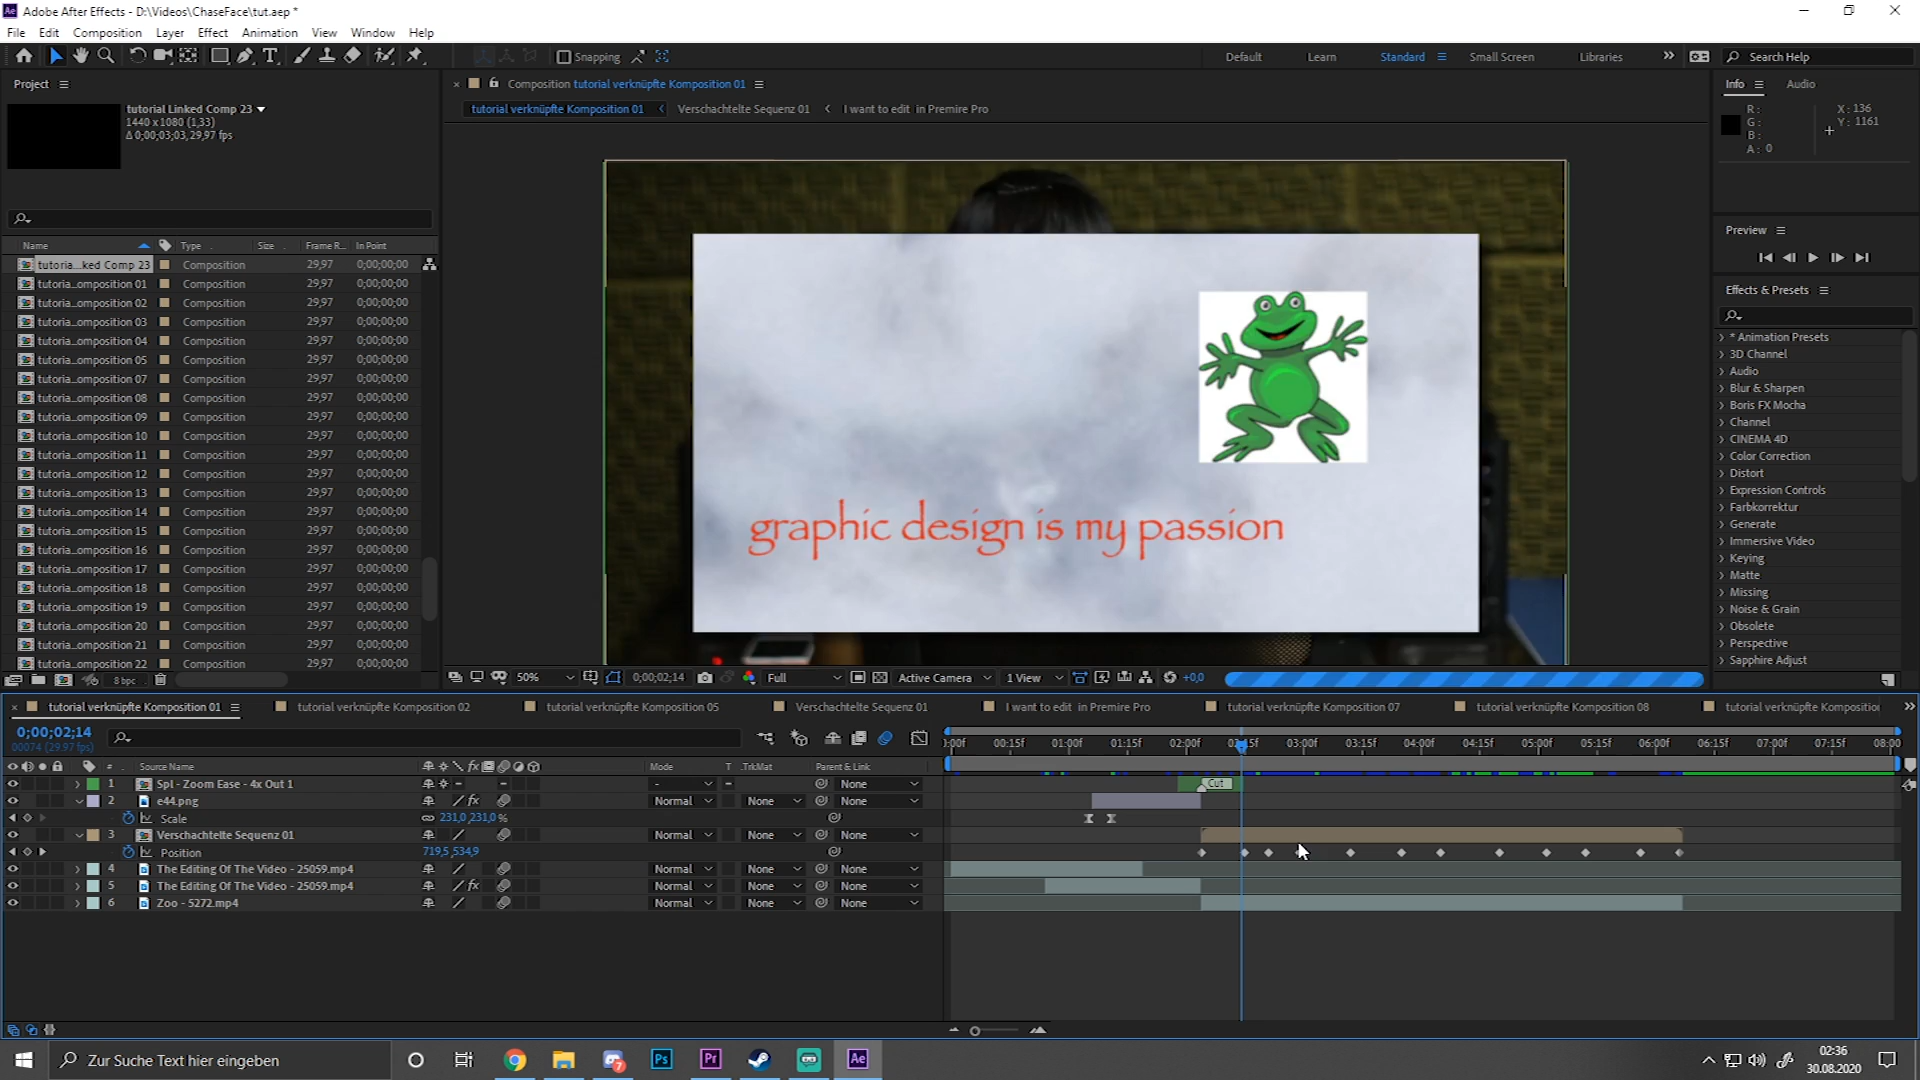 Adobe After Effects - D:\Videos\ChaseFace\tut.aep *
File Edit Composition Layer Effect Animation View Window Help
Snapping
Default Learn Standard Small Screen Libraries
Search Help
Project
tutorial Linked Comp 23
1440 x 1080 (1,33)
Δ 0;00;03;03, 29,97 fps
Composition tutorial verknüpfte Komposition 01
tutorial verknüpfte Komposition 01 Verschachtelte Sequenz 01 I want to edit in Premire Pro
Info Audio
R:
G:
B:
A: 0
X: 136
Y: 1161
Name Type Size Frame R... In Point
tutoria...ked Comp 23 Composition 29,97 0;00;00;00
tutoria...omposition 01 Composition 29,97 0;00;00;00
tutoria...omposition 02 Composition 29,97 0;00;00;00
tutoria...omposition 03 Composition 29,97 0;00;00;00
tutoria...omposition 04 Composition 29,97 0;00;00;00
tutoria...omposition 05 Composition 29,97 0;00;00;00
tutoria...omposition 07 Composition 29,97 0;00;00;00
tutoria...omposition 08 Composition 29,97 0;00;00;00
tutoria...omposition 09 Composition 29,97 0;00;00;00
tutoria...omposition 10 Composition 29,97 0;00;00;00
tutoria...omposition 11 Composition 29,97 0;00;00;00
tutoria...omposition 12 Composition 29,97 0;00;00;00
tutoria...omposition 13 Composition 29,97 0;00;00;00
tutoria...omposition 14 Composition 29,97 0;00;00;00
tutoria...omposition 15 Composition 29,97 0;00;00;00
tutoria...omposition 16 Composition 29,97 0;00;00;00
tutoria...omposition 17 Composition 29,97 0;00;00;00
tutoria...omposition 18 Composition 29,97 0;00;00;00
tutoria...omposition 19 Composition 29,97 0;00;00;00
tutoria...omposition 20 Composition 29,97 0;00;00;00
tutoria...omposition 21 Composition 29,97 0;00;00;00
tutoria...omposition 22 Composition 29,97 0;00;00;00
8 bpc
graphic design is my passion
50% 0;00;02;14 Full Active Camera 1 View +0,0
Preview
Effects & Presets
* Animation Presets
3D Channel
Audio
Blur & Sharpen
Boris FX Mocha
Channel
CINEMA 4D
Color Correction
Distort
Expression Controls
Farbkorrektur
Generate
Immersive Video
Keying
Matte
Missing
Noise & Grain
Obsolete
Perspective
Sapphire Adjust
tutorial verknüpfte Komposition 01 tutorial verknüpfte Komposition 02 tutorial verknüpfte Komposition 05 Verschachtelte Sequenz 01 I want to edit in Premire Pro tutorial verknüpfte Komposition 07 tutorial verknüpfte Komposition 08 tutorial verknüpfte Kompositio
0;00;02;14
00074 (29.97 fps)
:00f 00:15f 01:00f 01:15f 02:00f 03:00f 03:15f 04:00f 04:15f 05:00f 05:15f 06:00f 06:15f 07:00f 07:15f 08:00
# Source Name Mode T .TrkMat Parent & Link
1 Spl - Zoom Ease - 4x Out 1 - None Cut
2 e44.png Normal None None
Scale 231,0,231,0 %
3 Verschachtelte Sequenz 01 Normal None None
Position 719,5,534,9
4 The Editing Of The Video - 25059.mp4 Normal None None
5 The Editing Of The Video - 25059.mp4 Normal None None
6 Zoo - 5272.mp4 Normal None None
Zur Suche Text hier eingeben
7
Ps
Pr
Ae
02:36
30.08.2020